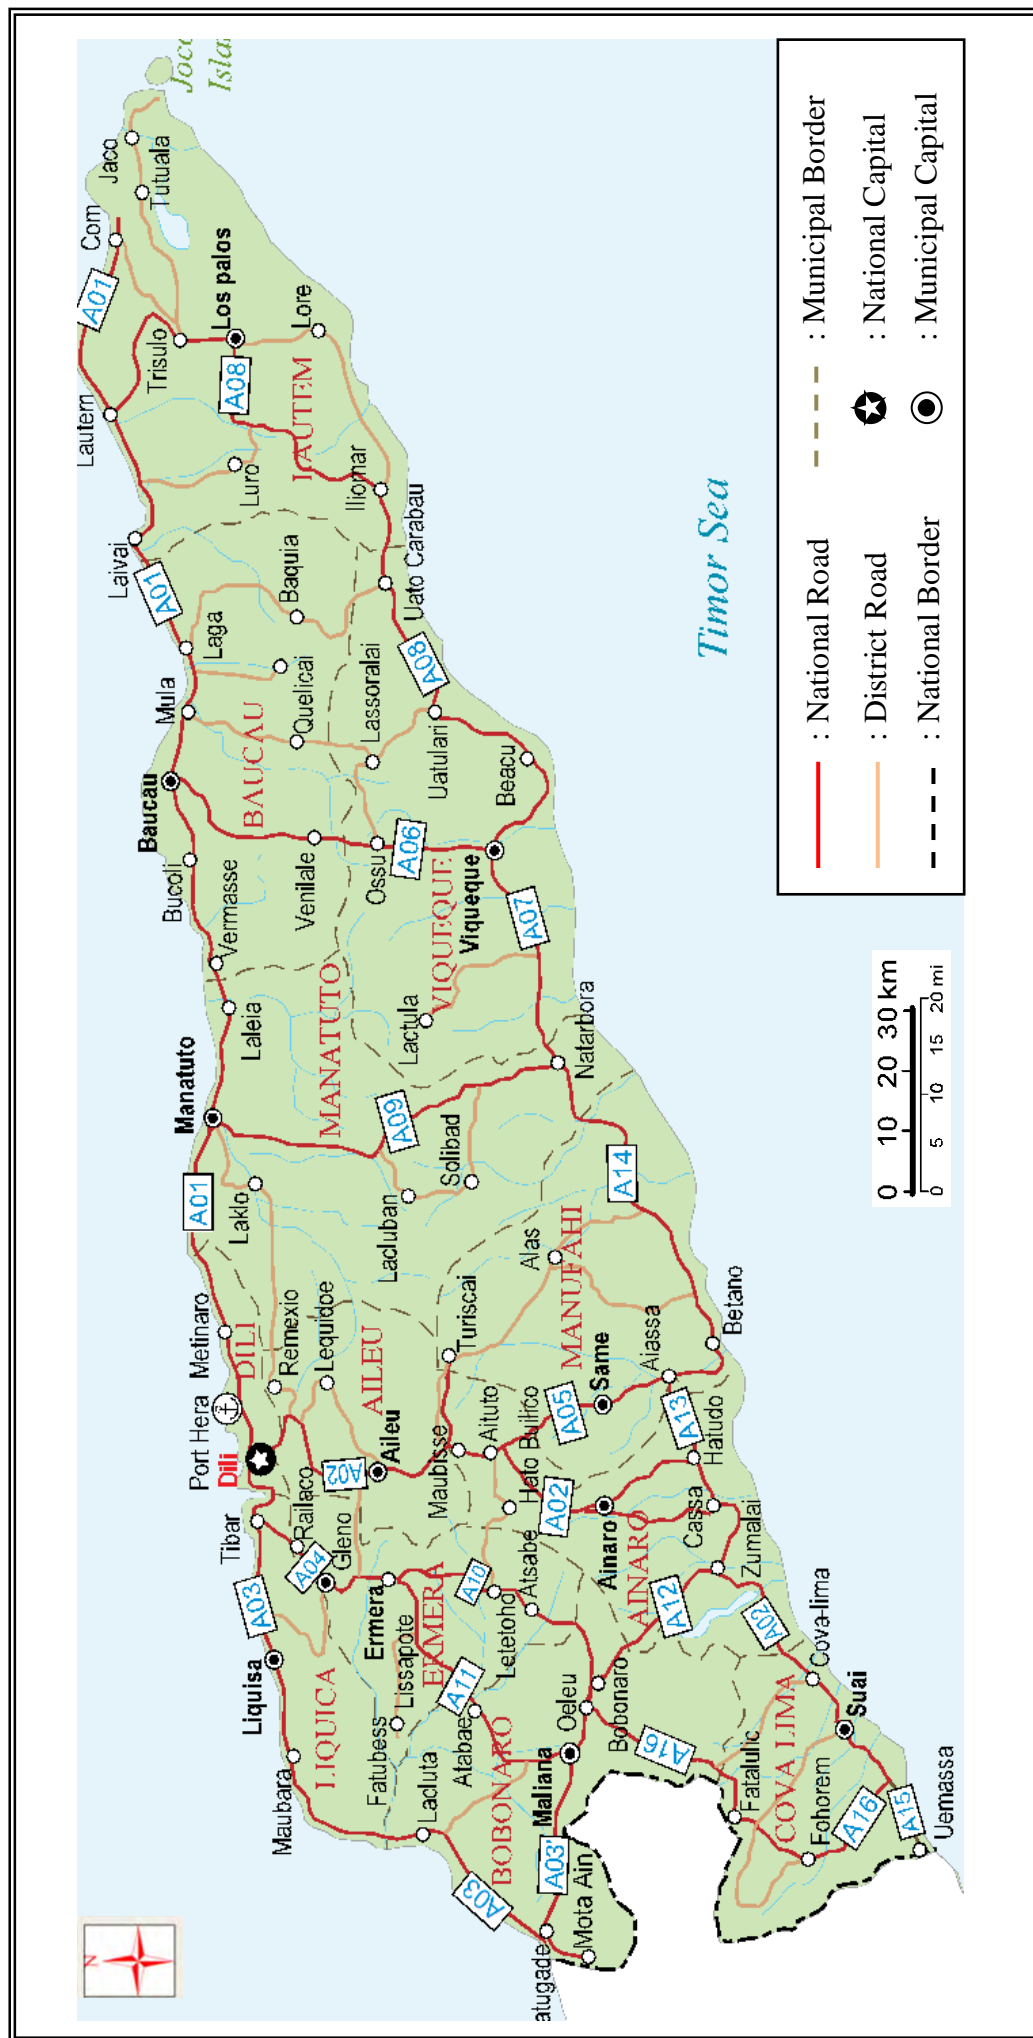 N
Joco
Islan
Jaco
Tutuala
Com
A01
Lautem
Trisulo
Los palos
Lore
A08
LAUTEM
Luro
Iliomar
Laivai
A01
Laga
Baquia
Uato Carabau
Mula
Quelicai
Lassoralai
A08
Uatulari
Beacu
Baucau
BAUCAU
Bucoli
Vermasse
Venilale
Ossu
A06
VIQUEQUE
Viqueque
A07
Laleia
MANATUTO
Lactula
Natarbora
Manatuto
A01
A09
Laklo
Solibad
Lacluban
A14
Alas
MANUFAHI
Metinaro
Port Hera
DILI
Dili
Remexio
Lequidoe
AILEU
A02
Aileu
Turiscai
Maubisse
Aituto
Hato Builico
A05
Same
Aiassa
Betano
A13
Hatudo
A02
Ainaro
AINARO
Cassa
Zumalai
Tibar
Railaco
A04
Gleno
A03
Liquisa
LIQUICA
Maubara
Ermera
ERMERA
Lissapote
Fatubess
A10
Letetoho
Atsabe
A11
Atabae
Lacluta
BOBONARO
Maliana
Oeleu
Bobonaro
A12
A02
Cova-lima
Suai
COVA LIMA
A16
Fatalulic
Fohorem
A16
A15
Uemassa
A03
A03'
Mota Ain
atugade
Timor Sea
0 10 20 30 km
0 5 10 15 20 mi
: National Road
: Municipal Border
: District Road
: National Capital
: National Border
: Municipal Capital